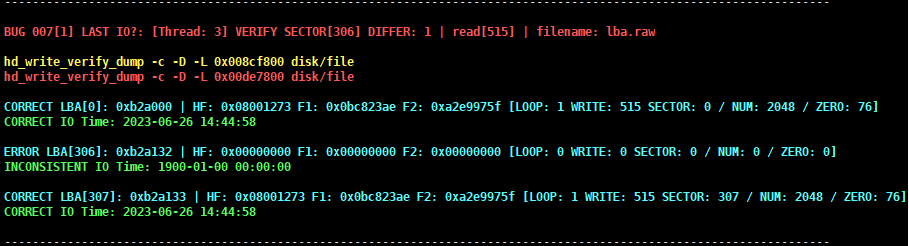 --------------------------------------------------------------------------------------------------------------------
BUG 007[1] LAST IO?: [Thread: 3] VERIFY SECTOR[306] DIFFER: 1 | read[515] | filename: lba.raw
hd_write_verify_dump -c -D -L 0x008cf800 disk/file
hd_write_verify_dump -c -D -L 0x00de7800 disk/file
CORRECT LBA[0]: 0xb2a000 | HF: 0x08001273 F1: 0x0bc823ae F2: 0xa2e9975f [LOOP: 1 WRITE: 515 SECTOR: 0 / NUM: 2048 / ZERO: 76]
CORRECT IO Time: 2023-06-26 14:44:58
ERROR LBA[306]: 0xb2a132 | HF: 0x00000000 F1: 0x00000000 F2: 0x00000000 [LOOP: 0 WRITE: 0 SECTOR: 0 / NUM: 0 / ZERO: 0]
INCONSISTENT IO Time: 1900-01-00 00:00:00
CORRECT LBA[307]: 0xb2a133 | HF: 0x08001273 F1: 0x0bc823ae F2: 0xa2e9975f [LOOP: 1 WRITE: 515 SECTOR: 307 / NUM: 2048 / ZERO: 76]
CORRECT IO Time: 2023-06-26 14:44:58
--------------------------------------------------------------------------------------------------------------------